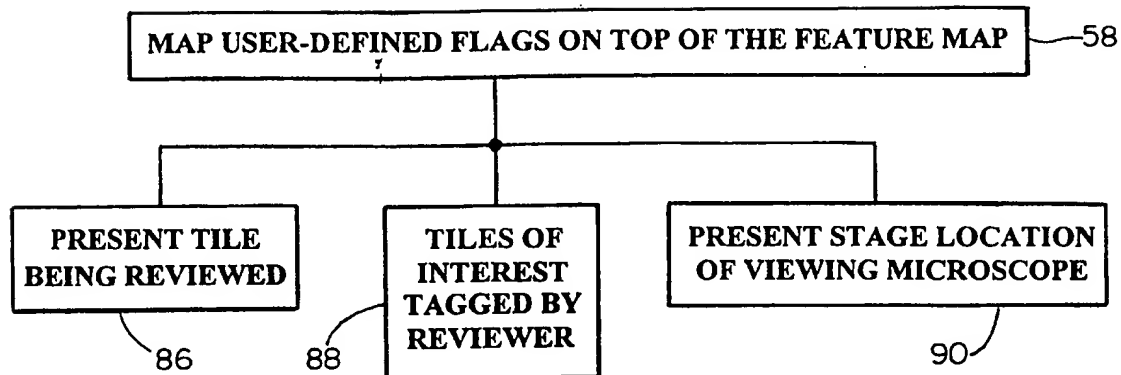 MAP USER-DEFINED FLAGS ON TOP OF THE FEATURE MAP
58
PRESENT TILE
BEING REVIEWED
86
TILES OF
INTEREST
TAGGED BY
REVIEWER
88
PRESENT STAGE LOCATION
OF VIEWING MICROSCOPE
90